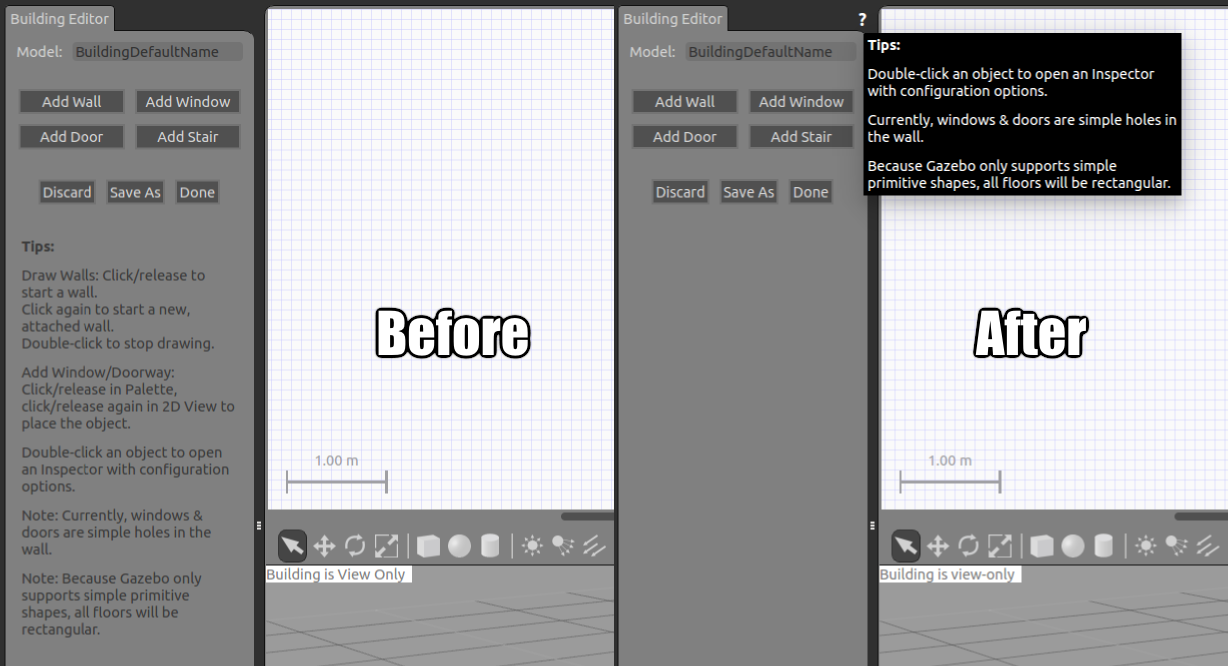 Building Editor
Model: BuildingDefaultName
Add Wall Add Window
Add Door Add Stair
Discard Save As Done
Tips:
Draw Walls: Click/release to
start a wall.
Click again to start a new,
attached wall.
Double-click to stop drawing.
Add Window/Doorway:
Click/release in Palette,
click/release again in 2D View to
place the object.
Double-click an object to open
an Inspector with configuration
options.
Note: Currently, windows &
doors are simple holes in the
wall.
Note: Because Gazebo only
supports simple primitive
shapes, all floors will be
rectangular.
Before
1.00 m
Building is View Only
Building Editor
?
Model: BuildingDefaultName
Add Wall Add Window
Add Door Add Stair
Discard Save As Done
Tips:
Double-click an object to open an Inspector
with configuration options.
Currently, windows & doors are simple holes in
the wall.
Because Gazebo only supports simple
primitive shapes, all floors will be rectangular.
After
1.00 m
Building is view-only